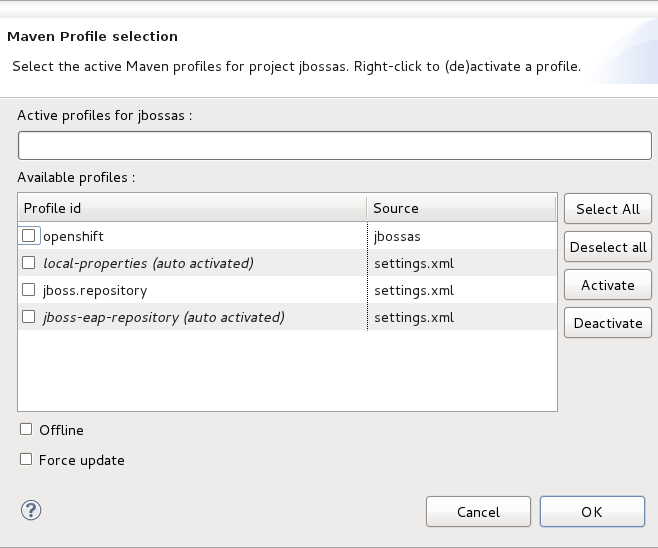 Maven Profile selection
Select the active Maven profiles for project jbossas. Right-click to (de)activate a profile.
Active profiles for jbossas :
Available profiles :
Profile id Source
openshift jbossas
local-properties (auto activated) settings.xml
jboss.repository settings.xml
jboss-eap-repository (auto activated) settings.xml
Select All
Deselect all
Activate
Deactivate
Offline
Force update
? Cancel OK